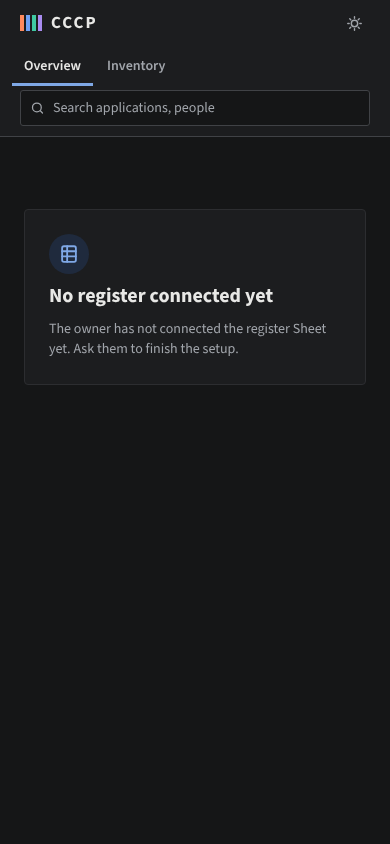 CCCP
Overview
Inventory
Search applications, people
No register connected yet
The owner has not connected the register Sheet
yet. Ask them to finish the setup.